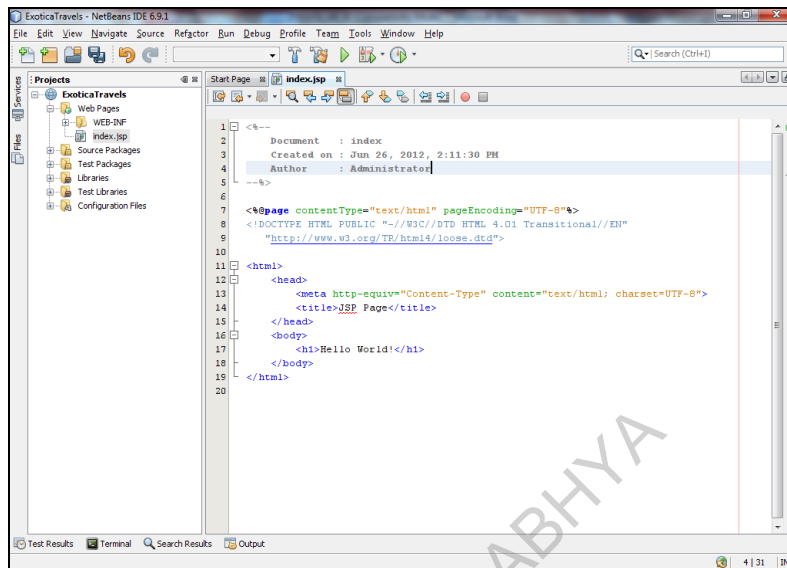 ExoticaTravels - NetBeans IDE 6.9.1
File Edit View Navigate Source Refactor Run Debug Profile Team Tools Window Help
Search (Ctrl+I)
Services
Files
Projects
ExoticaTravels
Web Pages
WEB-INF
index.jsp
Source Packages
Test Packages
Libraries
Test Libraries
Configuration Files
Start Page index.jsp
1 <%--
2 Document : index
3 Created on : Jun 26, 2012, 2:11:30 PM
4 Author : Administrator
5 --%>
6
7 <%@page contentType="text/html" pageEncoding="UTF-8"%>
8 <!DOCTYPE HTML PUBLIC "-//W3C//DTD HTML 4.01 Transitional//EN"
9 "http://www.w3.org/TR/html4/loose.dtd">
10
11 <html>
12 <head>
13 <meta http-equiv="Content-Type" content="text/html; charset=UTF-8">
14 <title>JSP Page</title>
15 </head>
16 <body>
17 <h1>Hello World!</h1>
18 </body>
19 </html>
20
ABHYA
Test Results Terminal Search Results Output
4 | 31 IN